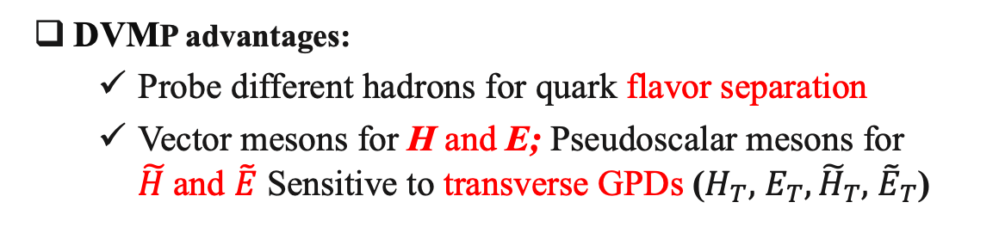 ❑ DVMP advantages:
✓ Probe different hadrons for quark flavor separation
✓ Vector mesons for H and E; Pseudoscalar mesons for
H̃ and Ẽ Sensitive to transverse GPDs (H_T, E_T, H̃_T, Ẽ_T)